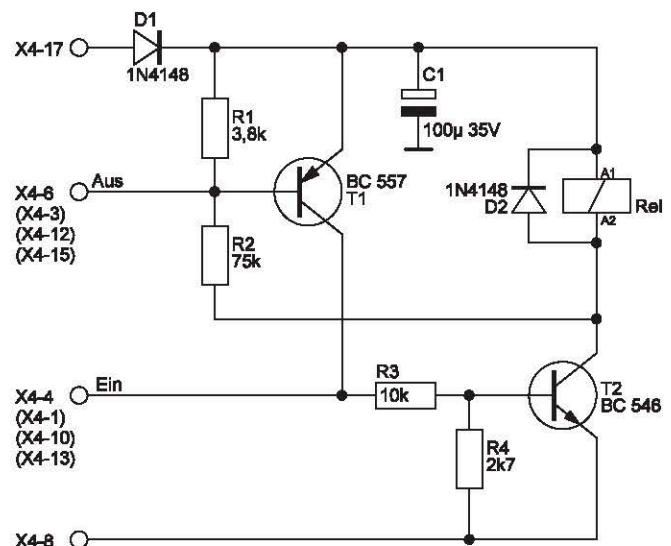 D1
X4-17
1N4148
C1
R1
3,8k
100µ 35V
BC 557
T1
Aus
X4-6
(X4-3)
(X4-12)
(X4-15)
1N4148
D2
A1
Rel
A2
R2
75k
Ein
X4-4
(X4-1)
(X4-10)
(X4-13)
R3
10k
T2
BC 546
R4
2k7
X4-8